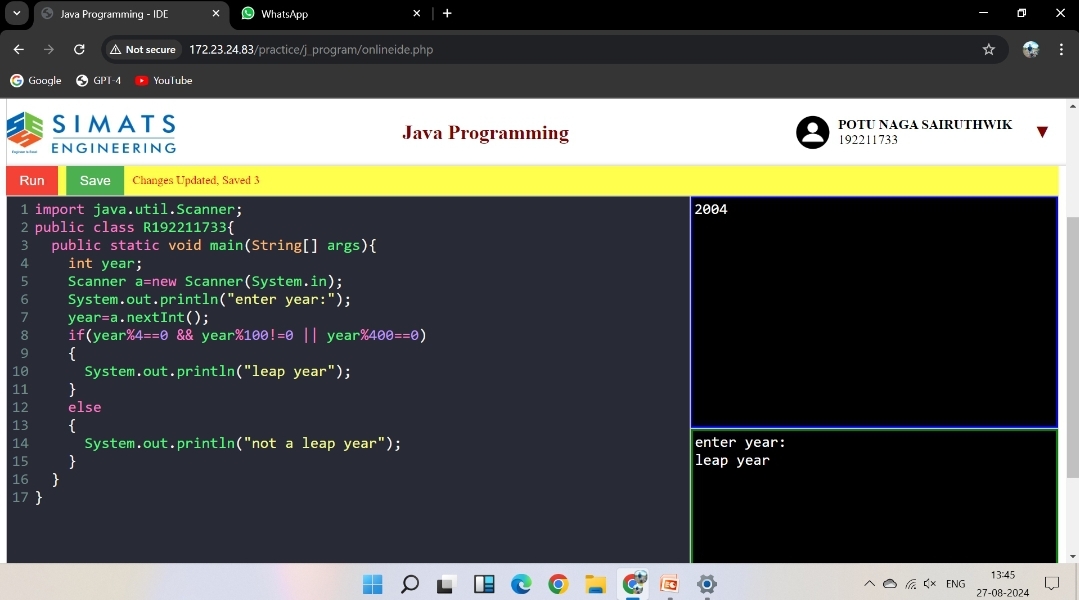 Java Programming - IDE
WhatsApp
Not secure
172.23.24.83/practice/j_program/onlineide.php
Google
GPT-4
YouTube
SIMATS
ENGINEERING
Java Programming
POTU NAGA SAIRUTHWIK
192211733
Run
Save
Changes Updated, Saved 3
1 import java.util.Scanner;
2 public class R192211733{
3   public static void main(String[] args){
4     int year;
5     Scanner a=new Scanner(System.in);
6     System.out.println("enter year:");
7     year=a.nextInt();
8     if(year%4==0 && year%100!=0 || year%400==0)
9     {
10       System.out.println("leap year");
11     }
12     else
13     {
14       System.out.println("not a leap year");
15     }
16   }
17 }
2004
enter year:
leap year
ENG
13:45
27-08-2024